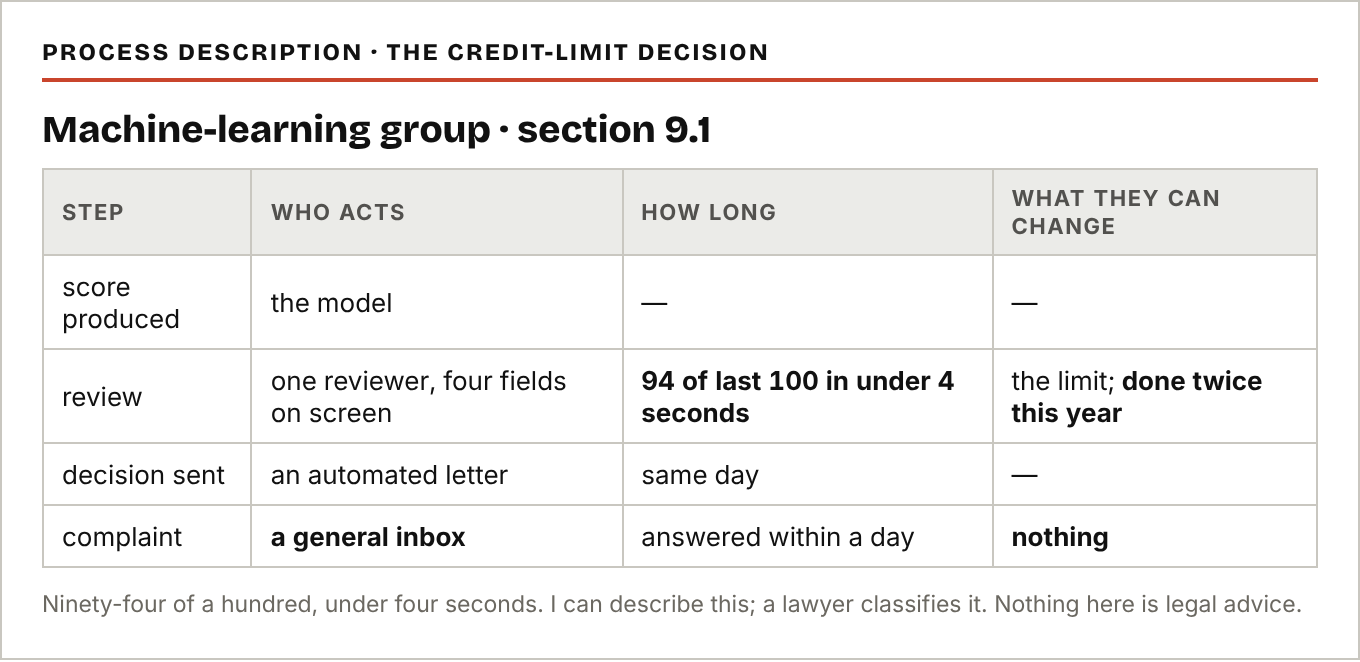 PROCESS DESCRIPTION · THE CREDIT-LIMIT DECISION
Machine-learning group · section 9.1
STEP
WHO ACTS
HOW LONG
WHAT THEY CAN
CHANGE
score
produced
the model
—
—
review
one reviewer, four fields
on screen
94 of last 100 in under 4
seconds
the limit; done twice
this year
decision sent
an automated letter
same day
—
complaint
a general inbox
answered within a day
nothing
Ninety-four of a hundred, under four seconds. I can describe this; a lawyer classifies it. Nothing here is legal advice.